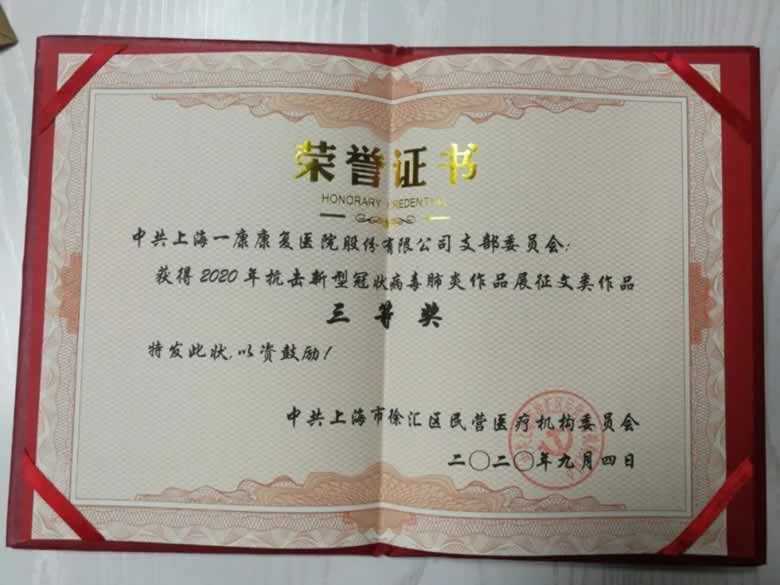 荣誉证书
HONORARY CREDENTIAL
中共上海一康康复医院股份有限公司支部委员会:
获得2020年抗击新型冠状病毒肺炎作品展征文类作品
三等奖
特发此状,以资鼓励!
中共上海市徐汇区民营医疗机构委员会
二〇二〇年九月四日